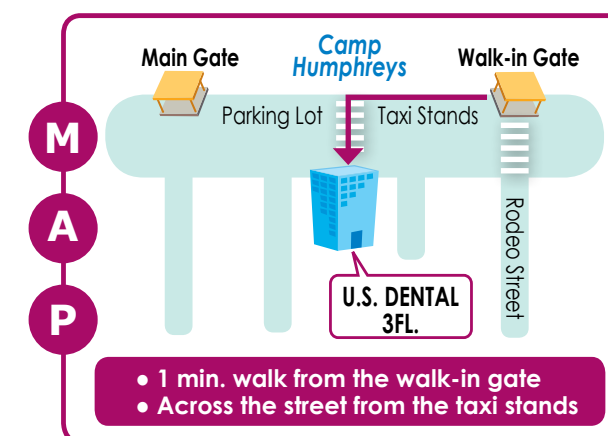 Main Gate
Camp
Humphreys
Walk-in Gate
Parking Lot
Taxi Stands
M
A
P
Rodeo Street
U.S. DENTAL
3FL.
● 1 min. walk from the walk-in gate
● Across the street from the taxi stands